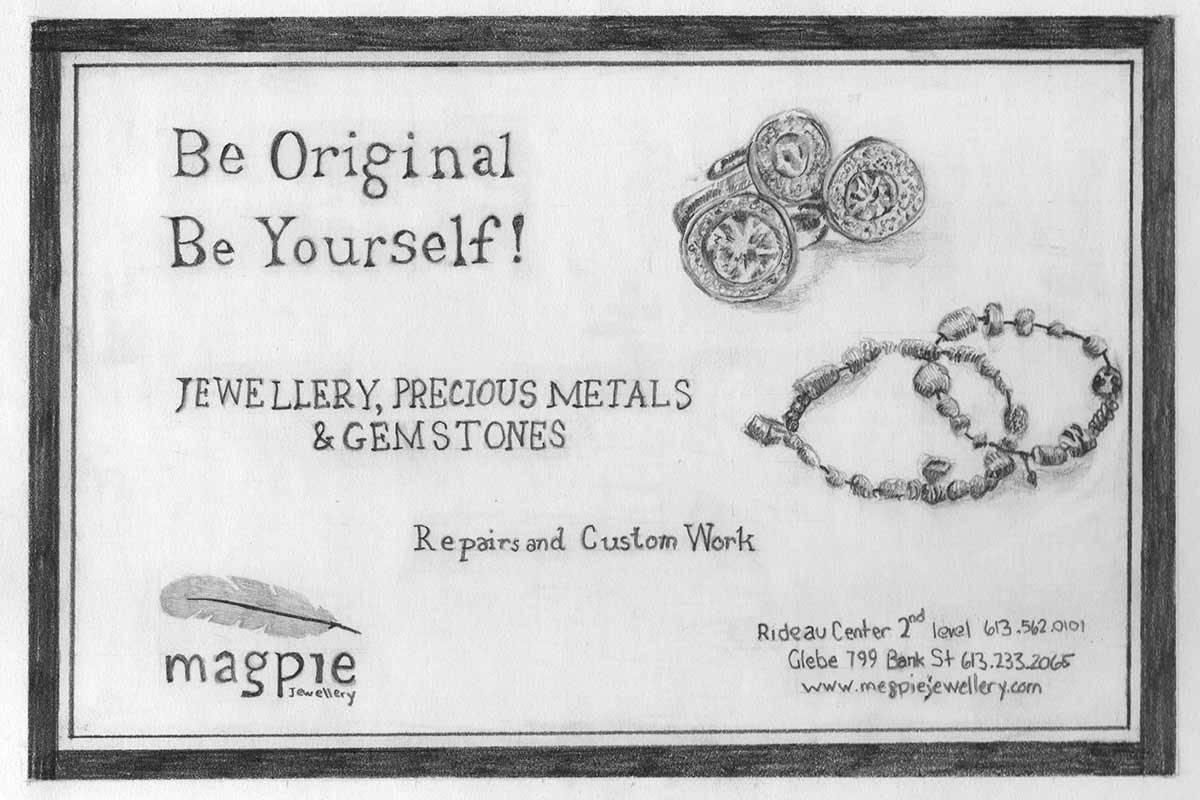 Be Original
Be Yourself!
JEWELLERY, PRECIOUS METALS
& GEMSTONES
Repairs and Custom Work
magpie
Jewellery
Rideau Center 2nd level 613.562.0101
Glebe 799 Bank St 613.233.2065
www.megpiejewellery.com